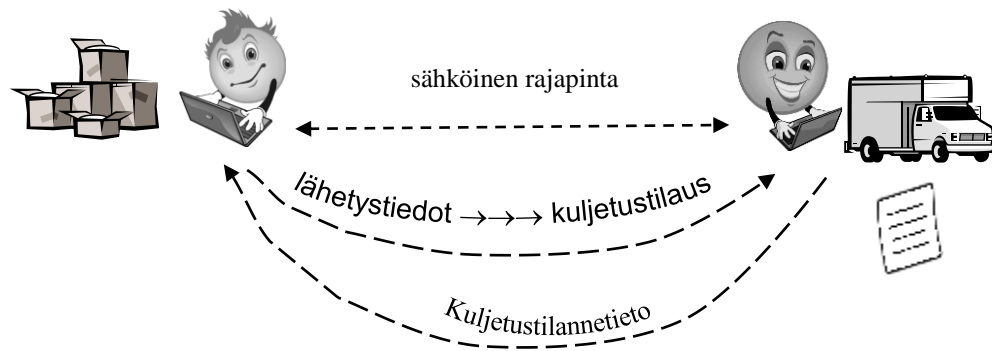 sähköinen rajapinta
lähetystiedot →→→ kuljetustilaus
Kuljetustilannetieto